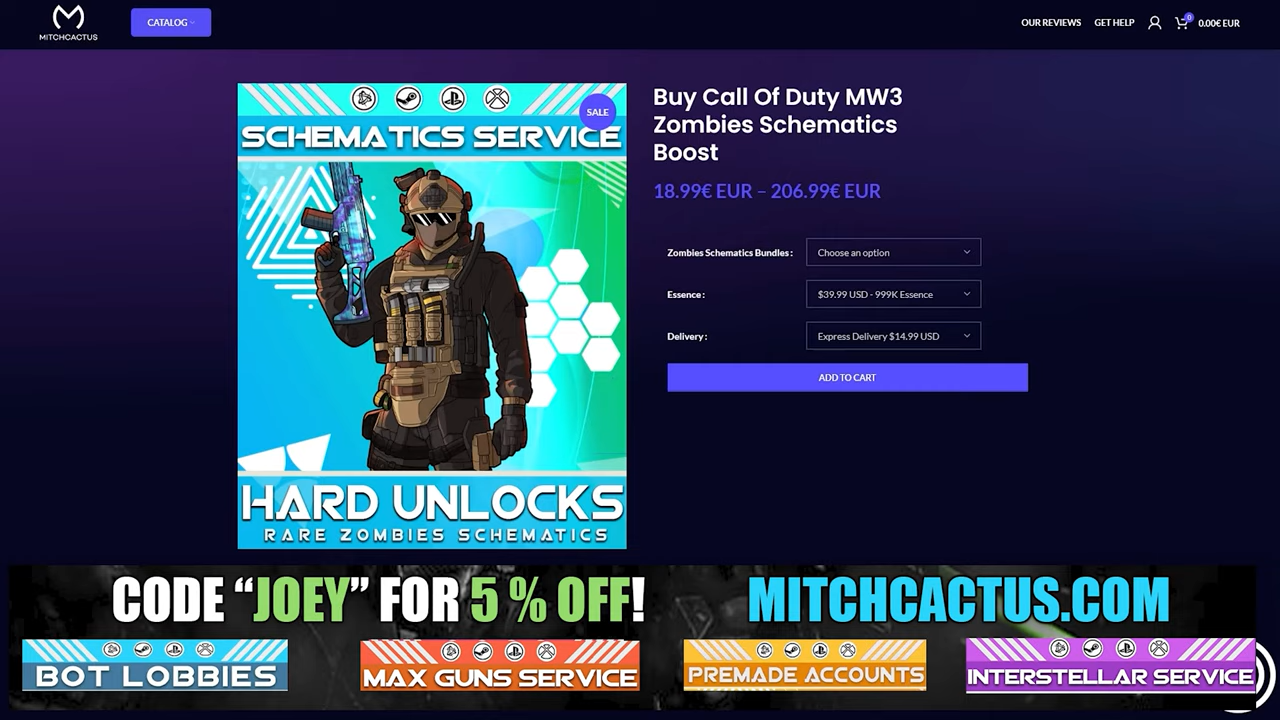 MITCHCACTUS
CATALOG
OUR REVIEWS
GET HELP
0
0.00€ EUR
SALE
SCHEMATICS SERVICE
HARD UNLOCKS
RARE ZOMBIES SCHEMATICS
Buy Call Of Duty MW3
Zombies Schematics
Boost
18.99€ EUR – 206.99€ EUR
Zombies Schematics Bundles : Choose an option
Essence : $39.99 USD - 999K Essence
Delivery : Express Delivery $14.99 USD
ADD TO CART
CODE “JOEY” FOR 5 % OFF!
MITCHCACTUS.COM
BOT LOBBIES
MAX GUNS SERVICE
PREMADE ACCOUNTS
INTERSTELLAR SERVICE